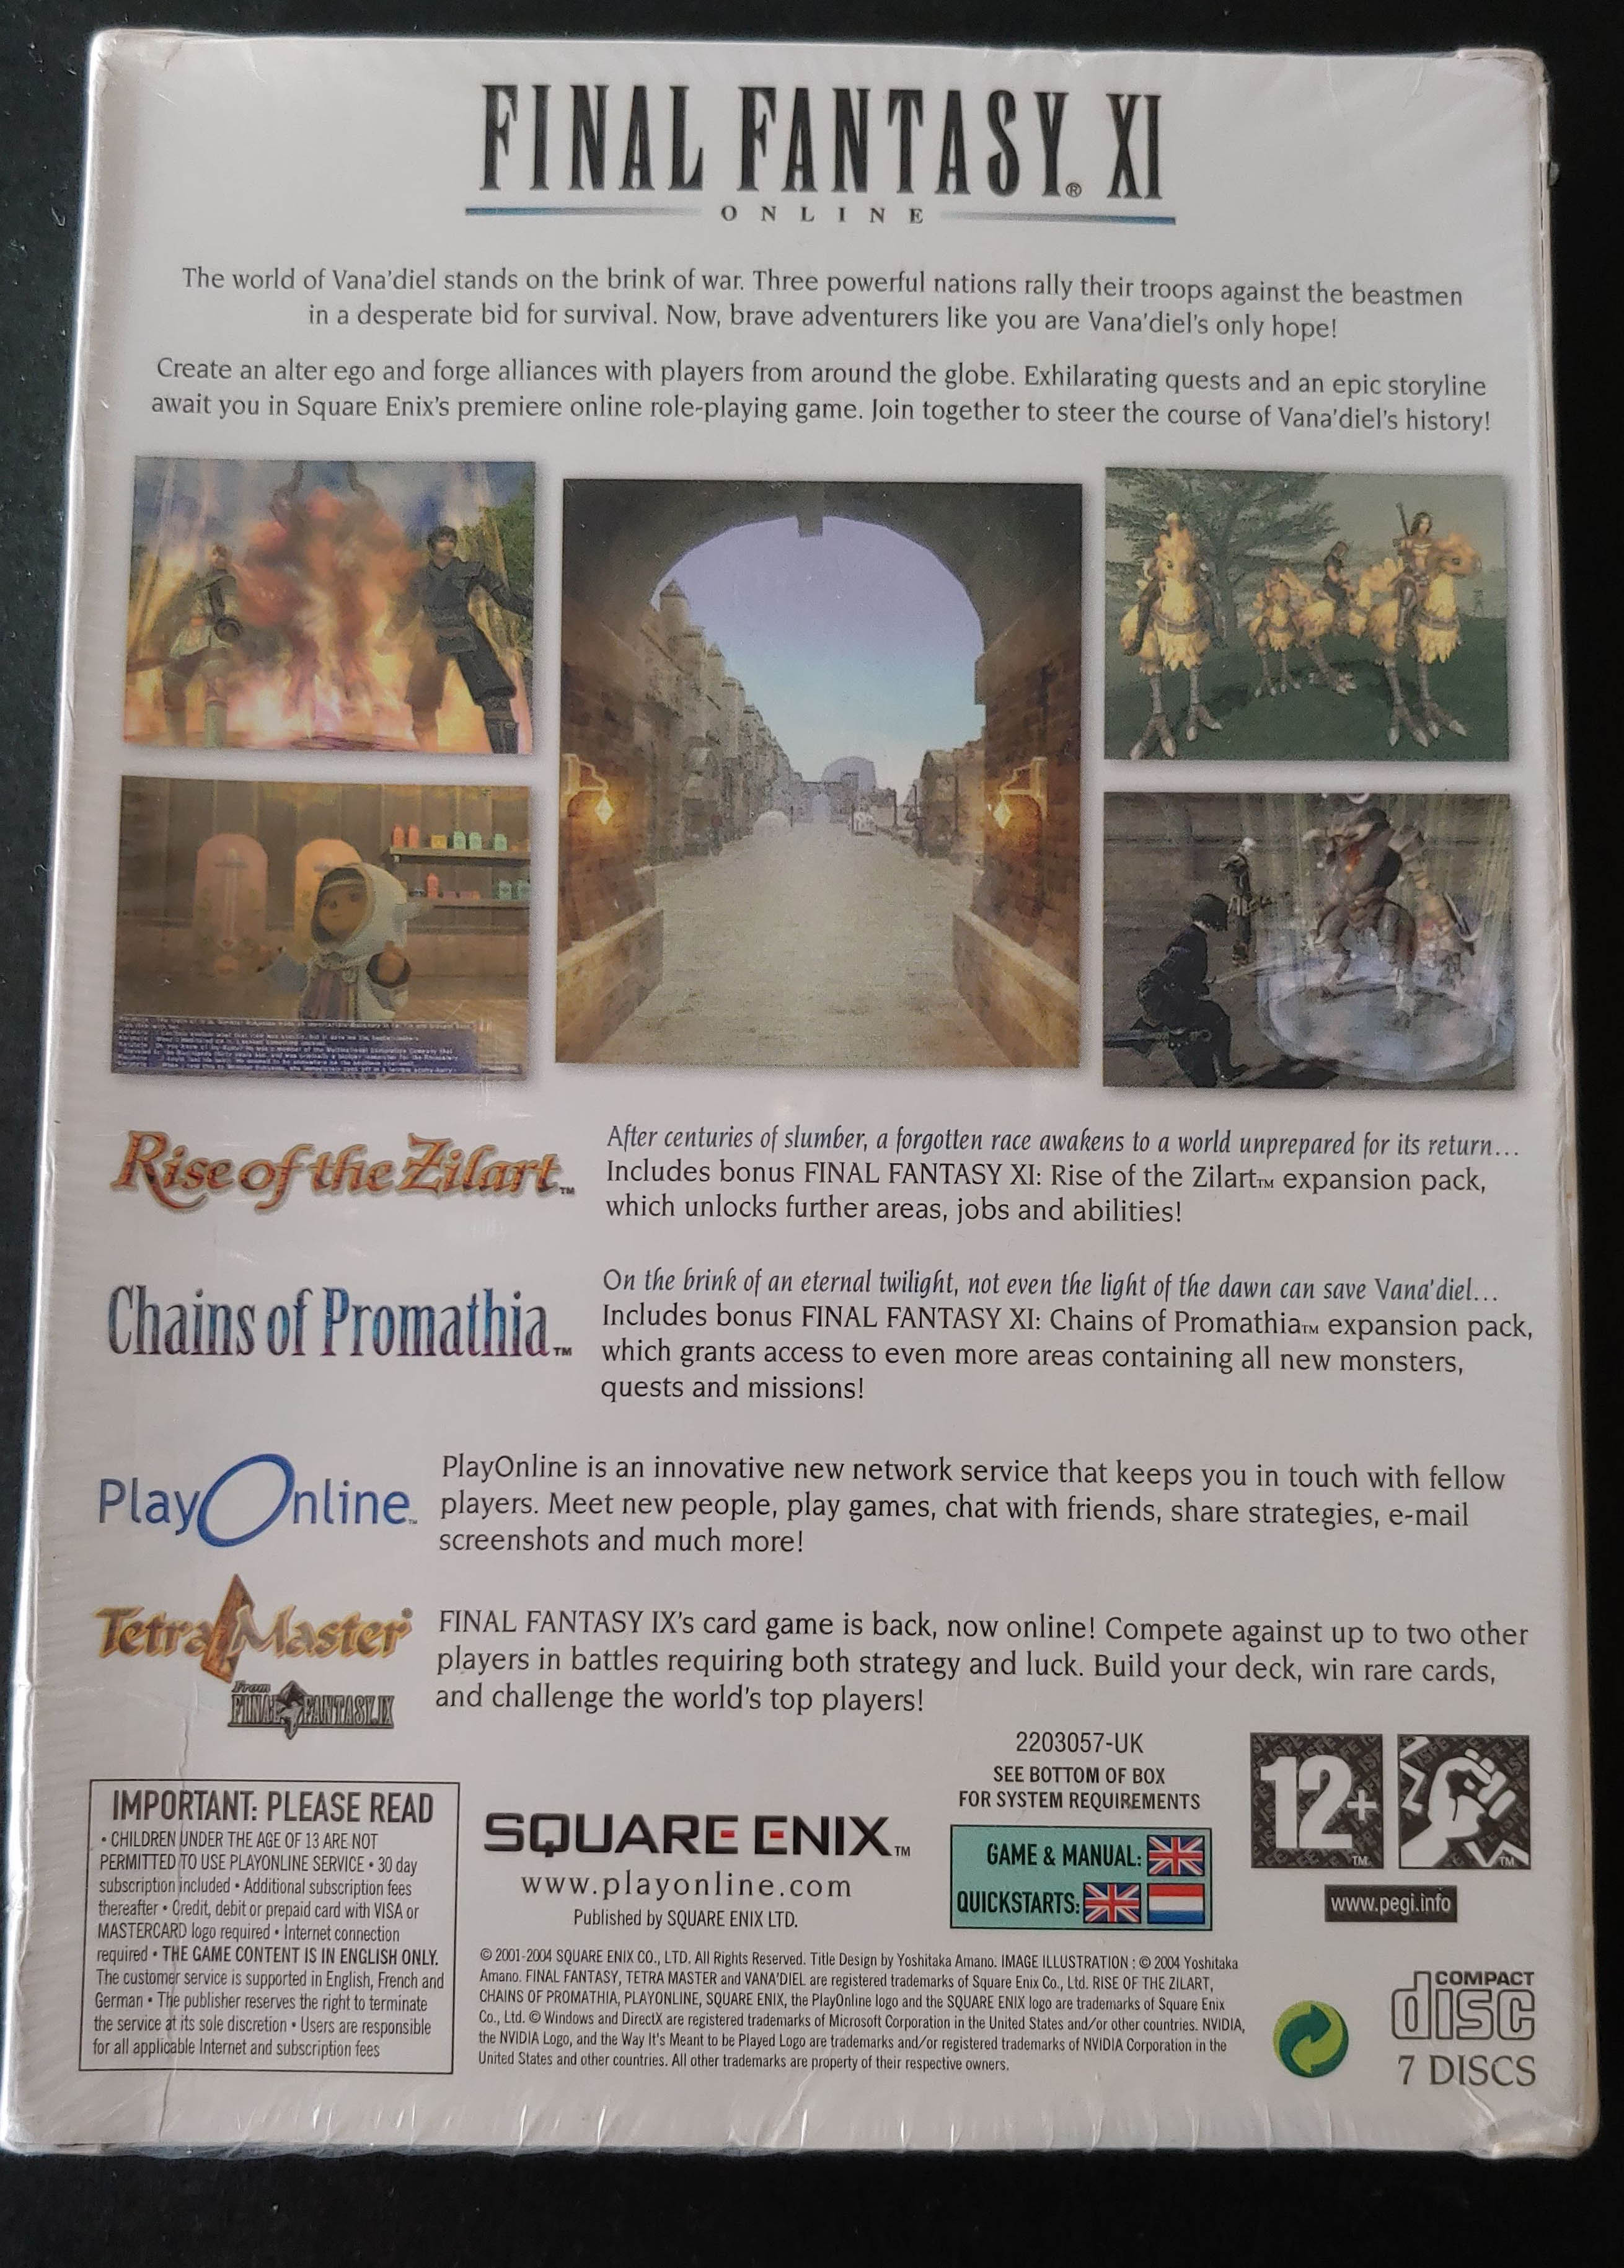 FINAL FANTASY® XI
ONLINE
The world of Vana'diel stands on the brink of war. Three powerful nations rally their troops against the beastmen
in a desperate bid for survival. Now, brave adventurers like you are Vana'diel's only hope!
Create an alter ego and forge alliances with players from around the globe. Exhilarating quests and an epic storyline
await you in Square Enix's premiere online role-playing game. Join together to steer the course of Vana'diel's history!
Rise of the Zilart™
After centuries of slumber, a forgotten race awakens to a world unprepared for its return...
Includes bonus FINAL FANTASY XI: Rise of the Zilart™ expansion pack,
which unlocks further areas, jobs and abilities!
Chains of Promathia™
On the brink of an eternal twilight, not even the light of the dawn can save Vana'diel...
Includes bonus FINAL FANTASY XI: Chains of Promathia™ expansion pack,
which grants access to even more areas containing all new monsters,
quests and missions!
PlayOnline™
PlayOnline is an innovative new network service that keeps you in touch with fellow
players. Meet new people, play games, chat with friends, share strategies, e-mail
screenshots and much more!
Tetra Master®
From
FINAL FANTASY IX
FINAL FANTASY IX's card game is back, now online! Compete against up to two other
players in battles requiring both strategy and luck. Build your deck, win rare cards,
and challenge the world's top players!
IMPORTANT: PLEASE READ
• CHILDREN UNDER THE AGE OF 13 ARE NOT
PERMITTED TO USE PLAYONLINE SERVICE • 30 day
subscription included • Additional subscription fees
thereafter • Credit, debit or prepaid card with VISA or
MASTERCARD logo required • Internet connection
required • THE GAME CONTENT IS IN ENGLISH ONLY.
The customer service is supported in English, French and
German • The publisher reserves the right to terminate
the service at its sole discretion • Users are responsible
for all applicable Internet and subscription fees
SQUARE ENIX™
www.playonline.com
Published by SQUARE ENIX LTD.
2203057-UK
SEE BOTTOM OF BOX
FOR SYSTEM REQUIREMENTS
GAME & MANUAL:
QUICKSTARTS:
12+
TM
TM
www.pegi.info
© 2001-2004 SQUARE ENIX CO., LTD. All Rights Reserved. Title Design by Yoshitaka Amano. IMAGE ILLUSTRATION : © 2004 Yoshitaka
Amano. FINAL FANTASY, TETRA MASTER and VANA'DIEL are registered trademarks of Square Enix Co., Ltd. RISE OF THE ZILART,
CHAINS OF PROMATHIA, PLAYONLINE, SQUARE ENIX, the PlayOnline logo and the SQUARE ENIX logo are trademarks of Square Enix
Co., Ltd. © Windows and DirectX are registered trademarks of Microsoft Corporation in the United States and/or other countries. NVIDIA,
the NVIDIA Logo, and the Way It's Meant to be Played Logo are trademarks and/or registered trademarks of NVIDIA Corporation in the
United States and other countries. All other trademarks are property of their respective owners.
COMPACT
disc
7 DISCS